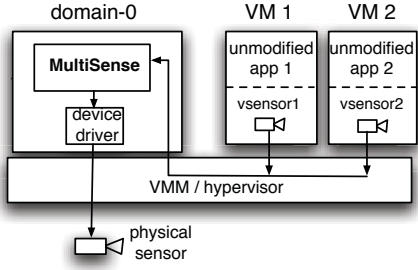 domain-0
VM 1
VM 2
MultiSense
device
driver
unmodified
app 1
vsensor1
unmodified
app 2
vsensor2
VMM / hypervisor
physical
sensor